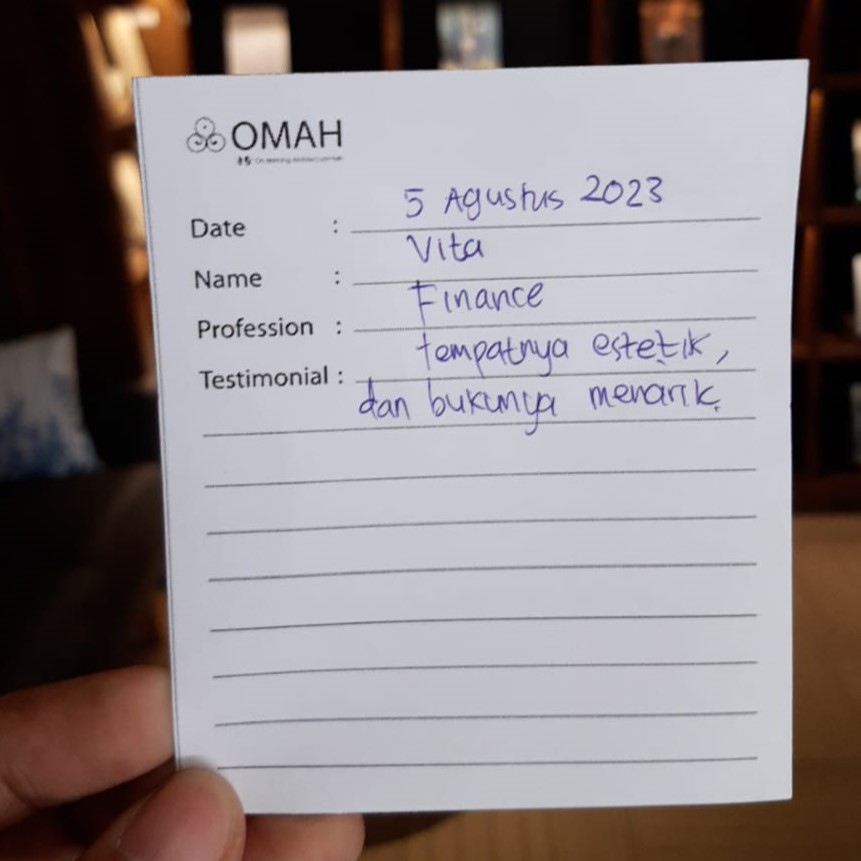 OMAH
Date : 5 Agustus 2023
Name : Vita
Profession : Finance
Testimonial : tempatnya estetik,
dan bukunya menarik.